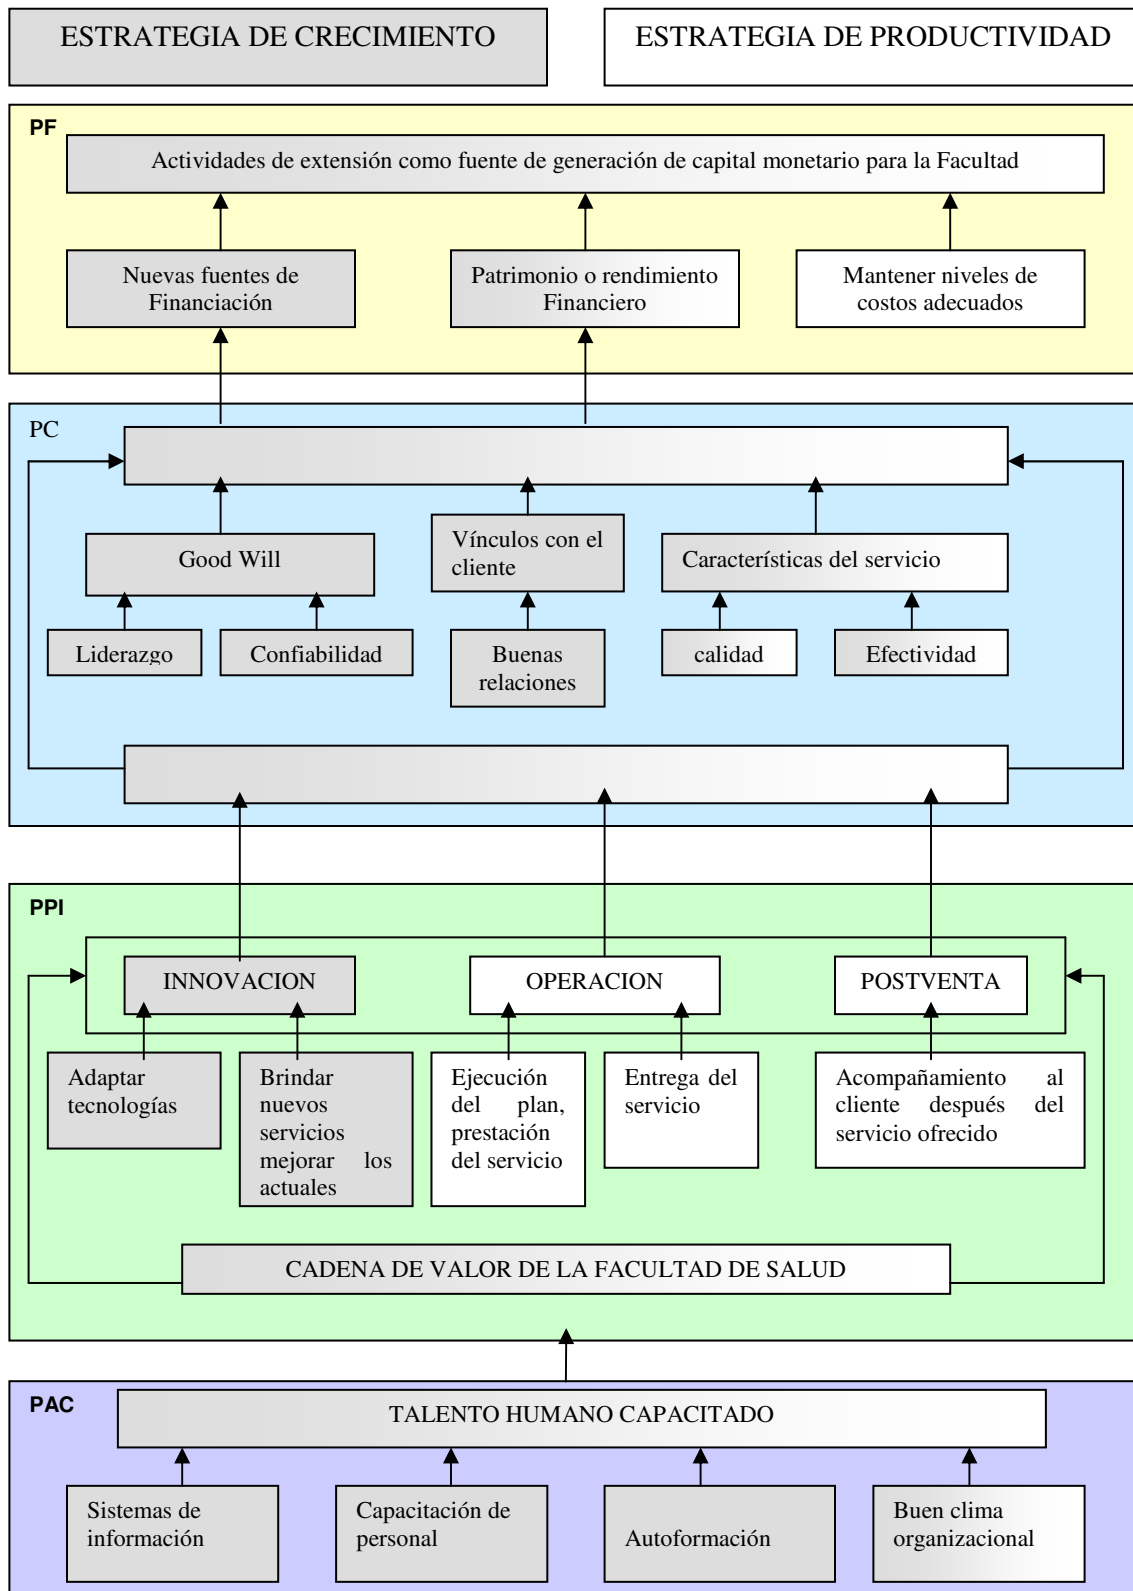 ESTRATEGIA DE CRECIMIENTO
ESTRATEGIA DE PRODUCTIVIDAD
PF
Actividades de extensión como fuente de generación de capital monetario para la Facultad
Nuevas fuentes de
Financiación
Patrimonio o rendimiento
Financiero
Mantener niveles de
costos adecuados
PC
Good Will
Vínculos con el
cliente
Características del servicio
Liderazgo
Confiabilidad
Buenas
relaciones
calidad
Efectividad
PPI
INNOVACION
OPERACION
POSTVENTA
Adaptar
tecnologías
Brindar
nuevos
servicios
mejorar los
actuales
Ejecución
del plan,
prestación
del servicio
Entrega del
servicio
Acompañamiento al
cliente después del
servicio ofrecido
CADENA DE VALOR DE LA FACULTAD DE SALUD
PAC
TALENTO HUMANO CAPACITADO
Sistemas de
información
Capacitación de
personal
Autoformación
Buen clima
organizacional